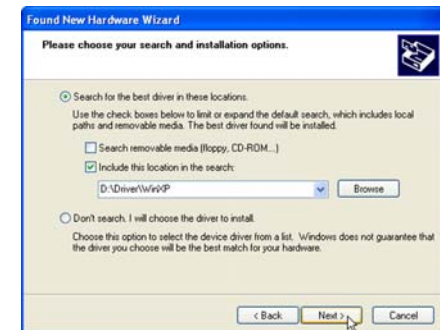 Found New Hardware Wizard
Please choose your search and installation options.
Search for the best driver in these locations.
Use the check boxes below to limit or expand the default search, which includes local
paths and removable media. The best driver found will be installed.
Search removable media (floppy, CD-ROM...)
Include this location in the search:
D:\Driver\WinXP
Browse
Don't search. I will choose the driver to install.
Choose this option to select the device driver from a list. Windows does not guarantee that
the driver you choose will be the best match for your hardware.
< Back
Next >
Cancel